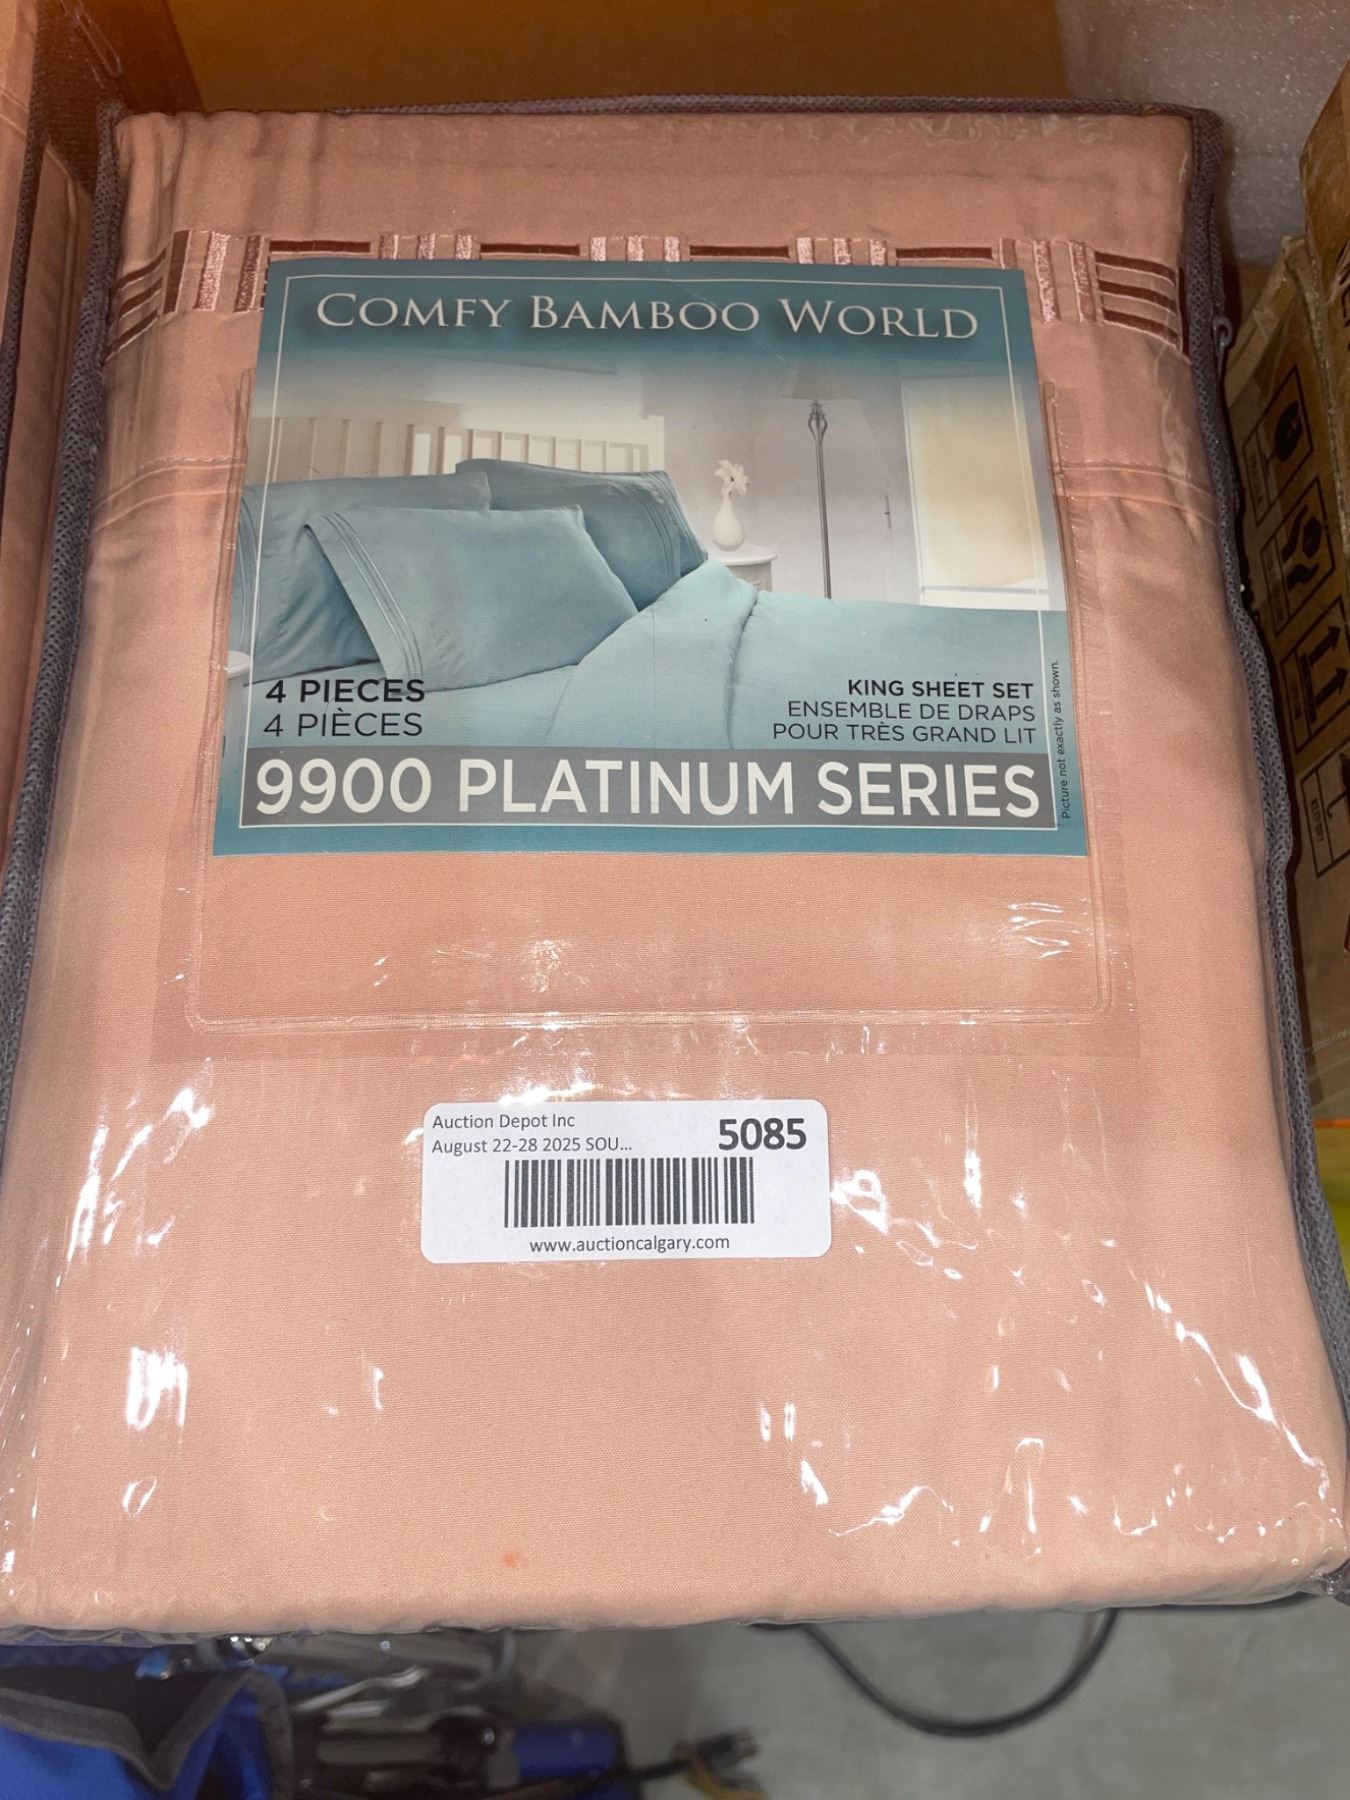 COMFY BAMBOO WORLD
4 PIECES
4 PIÈCES
KING SHEET SET
ENSEMBLE DE DRAPS
POUR TRÈS GRAND LIT
Picture not exactly as shown.
9900 PLATINUM SERIES
Auction Depot Inc
August 22-28 2025 SOU...
5085
www.auctioncalgary.com